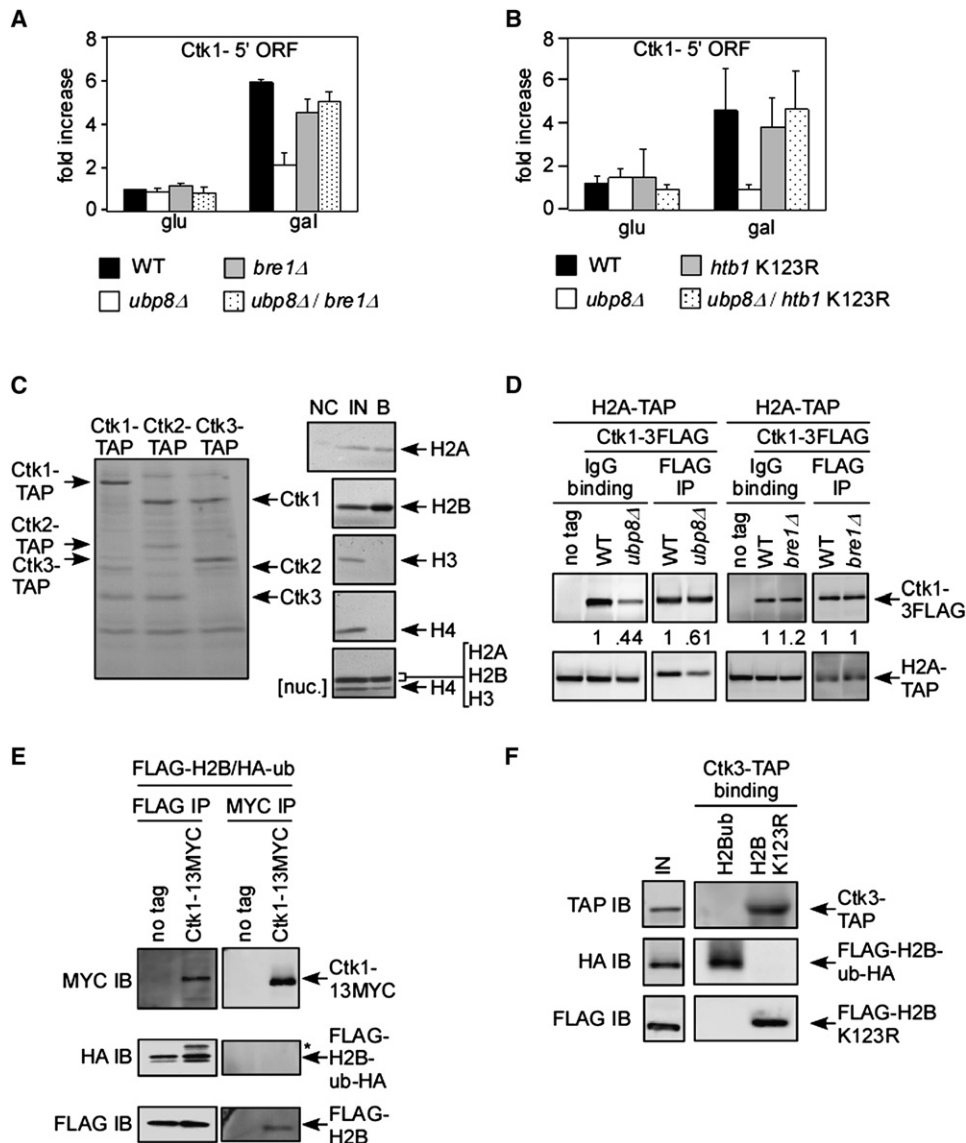 A
Ctk1- 5' ORF
fold increase
8
6
4
2
0
glu
gal
WT
bre1Δ
ubp8Δ
ubp8Δ / bre1Δ
B
Ctk1- 5' ORF
fold increase
8
6
4
2
0
glu
gal
WT
htb1 K123R
ubp8Δ
ubp8Δ / htb1 K123R
C
Ctk1-TAP
Ctk2-TAP
Ctk3-TAP
Ctk1-
TAP
Ctk2-
TAP
Ctk3-
TAP
Ctk1
Ctk2
Ctk3
NC IN B
H2A
H2B
H3
H4
[nuc.]
H2A
H2B
H4
H3
D
H2A-TAP
Ctk1-3FLAG
IgG
binding
FLAG
IP
no tag
WT
ubp8Δ
WT
ubp8Δ
H2A-TAP
Ctk1-3FLAG
IgG
binding
FLAG
IP
no tag
WT
bre1Δ
WT
bre1Δ
Ctk1-
3FLAG
1 .44 1 .61 1 1.2 1 1
H2A-
TAP
E
FLAG-H2B/HA-ub
FLAG IP MYC IP
no tag
Ctk1-13MYC
no tag
Ctk1-13MYC
MYC IB
Ctk1-
13MYC
HA IB
*
FLAG-
H2B-
ub-HA
FLAG IB
FLAG-
H2B
F
Ctk3-TAP
binding
IN
H2Bub
H2B
K123R
TAP IB
Ctk3-
TAP
HA IB
FLAG-H2B-
ub-HA
FLAG IB
FLAG-H2B
K123R